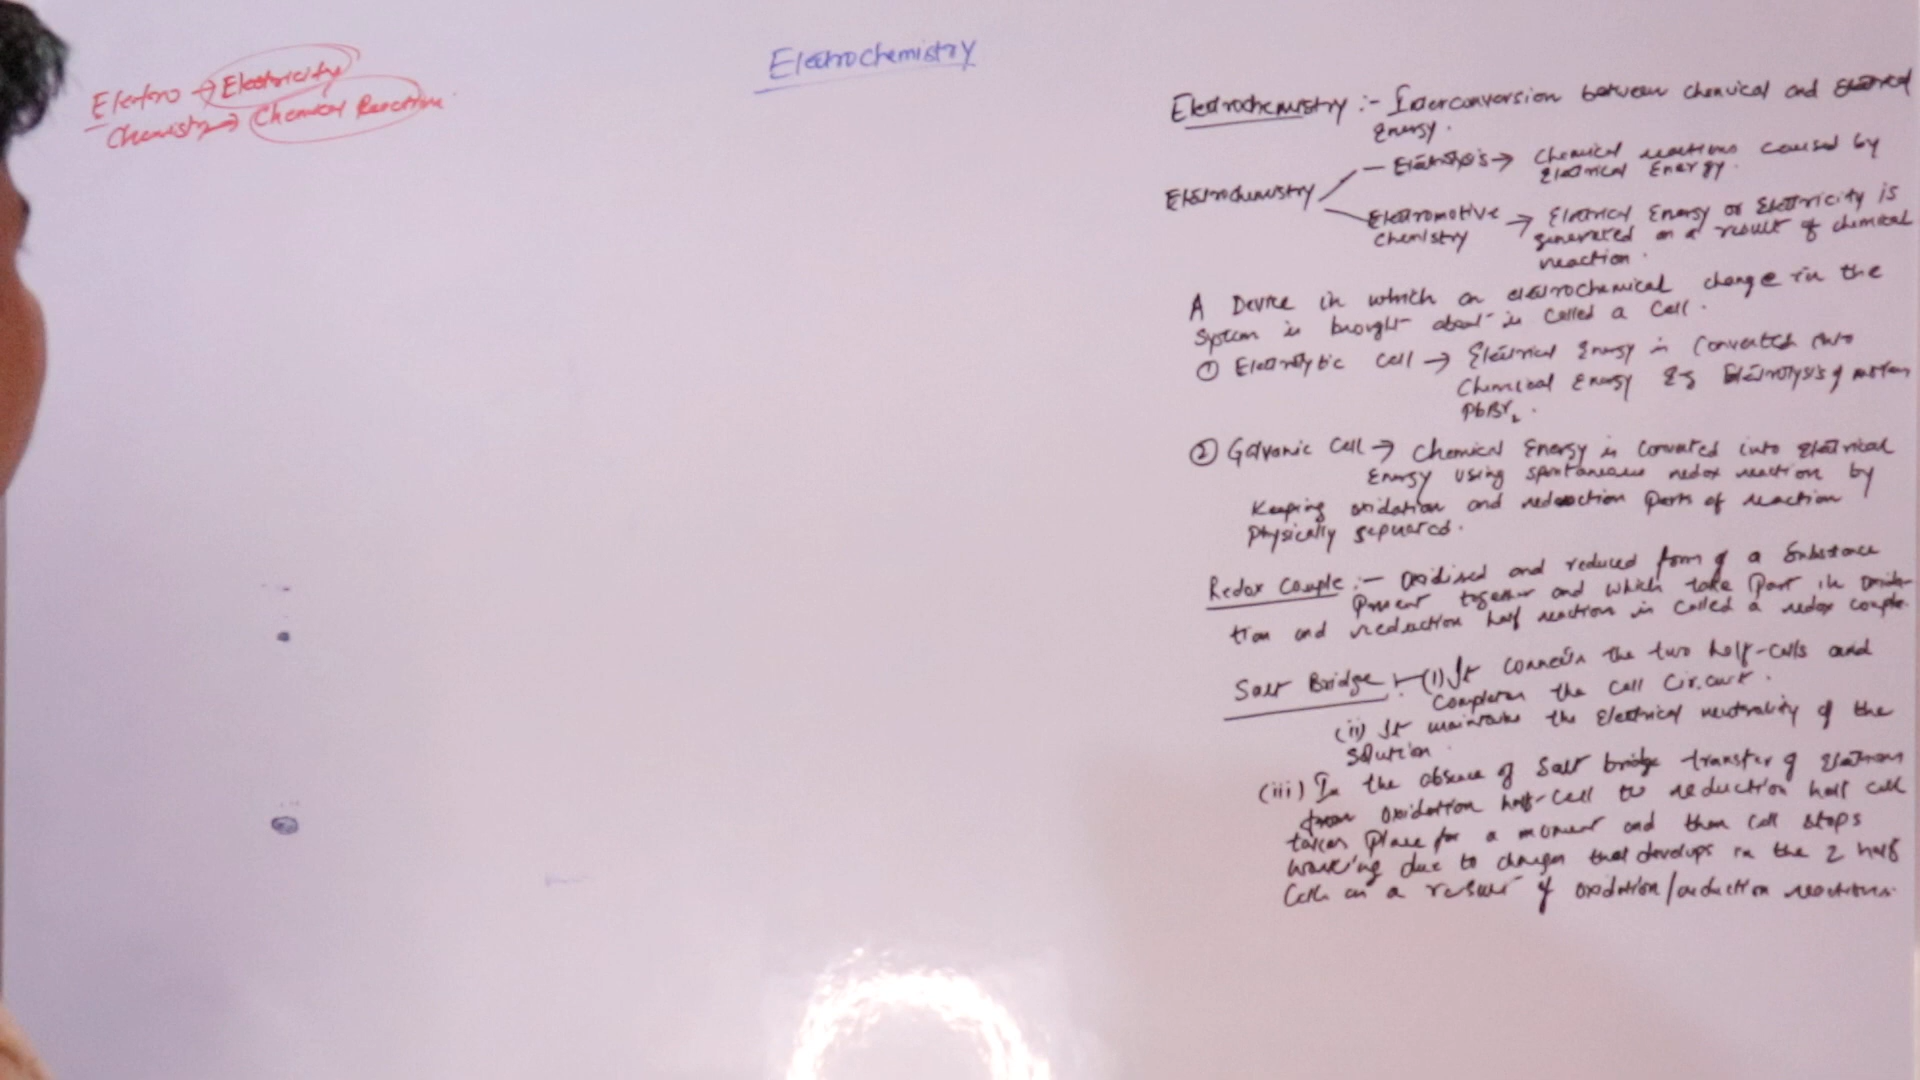 Electro → Electricity
Chemistry → Chemical Reaction
Electrochemistry
Electrochemistry :- Interconversion between chemical and Electrical
Energy.
Electrochemistry
— Electrolysis → Chemical reactions caused by
Electrical Energy.
Electromotive → Electrical Energy or Electricity is
Chemistry generated as a result of chemical
reaction.
A Device in which an electrochemical change in the
system is brought about is called a Cell.
① Electrolytic Cell → Electrical Energy is Converted into
Chemical Energy Eg Electrolysis of molten
PbBr₂.
② Galvanic Cell → Chemical Energy is Converted into Electrical
Energy using spontaneous redox reaction by
Keeping oxidation and reduction Parts of reaction
Physically separated.
Redox Couple :- Oxidised and reduced form of a Substance
Present together and which take Part in oxida-
tion and reduction half reaction is Called a redox couple.
Salt Bridge :- (i) It connects the two half-cells and
Completes the Cell Circuit.
(ii) It maintains the Electrical neutrality of the
Solution.
(iii) In the absence of Salt bridge transfer of Electrons
from oxidation half-cell to reduction half cell
takes Place for a moment and then Cell stops
working due to charges that develops in the 2 half
Cells as a result of oxidation/reduction reactions.